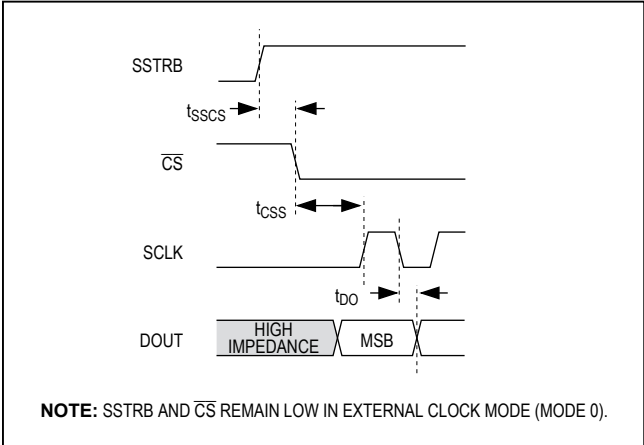 SSTRB
tSSCS
CS
tCSS
SCLK
tDO
DOUT
HIGH
IMPEDANCE
MSB
NOTE: SSTRB AND CS REMAIN LOW IN EXTERNAL CLOCK MODE (MODE 0).